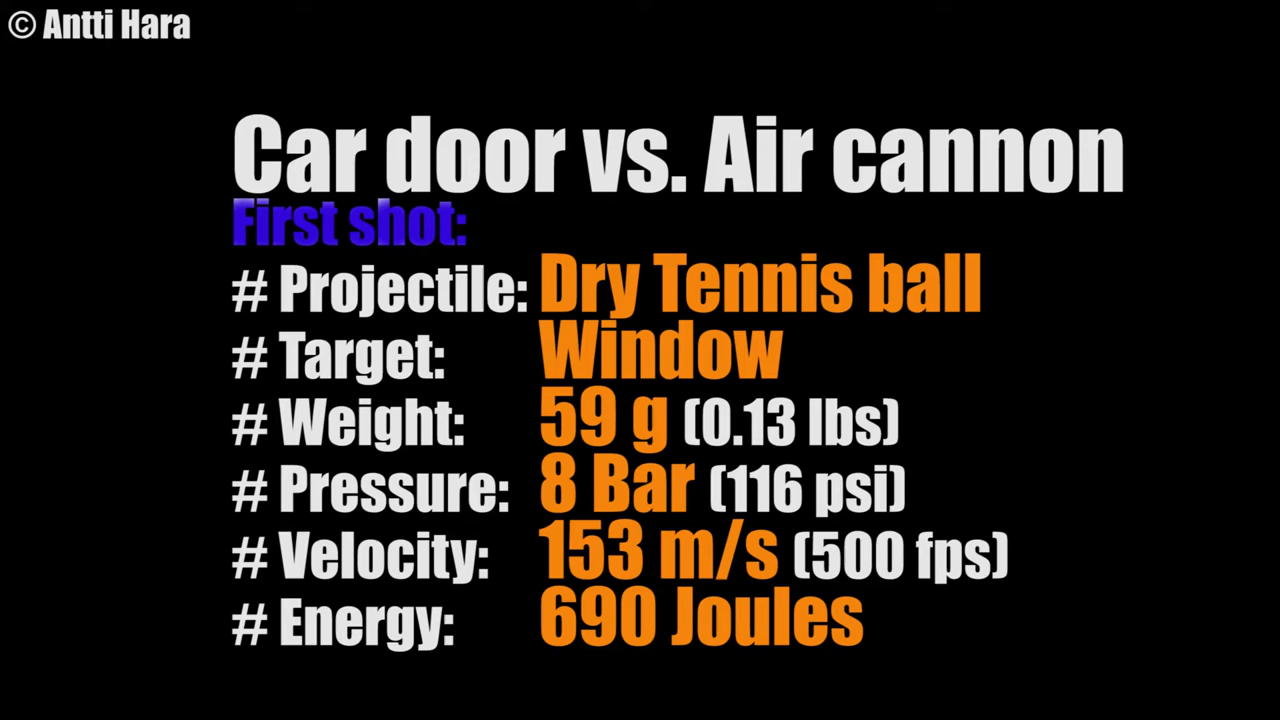 © Antti Hara
Car door vs. Air cannon
First shot:
# Projectile: Dry Tennis ball
# Target: Window
# Weight: 59 g (0.13 lbs)
# Pressure: 8 Bar (116 psi)
# Velocity: 153 m/s (500 fps)
# Energy: 690 Joules